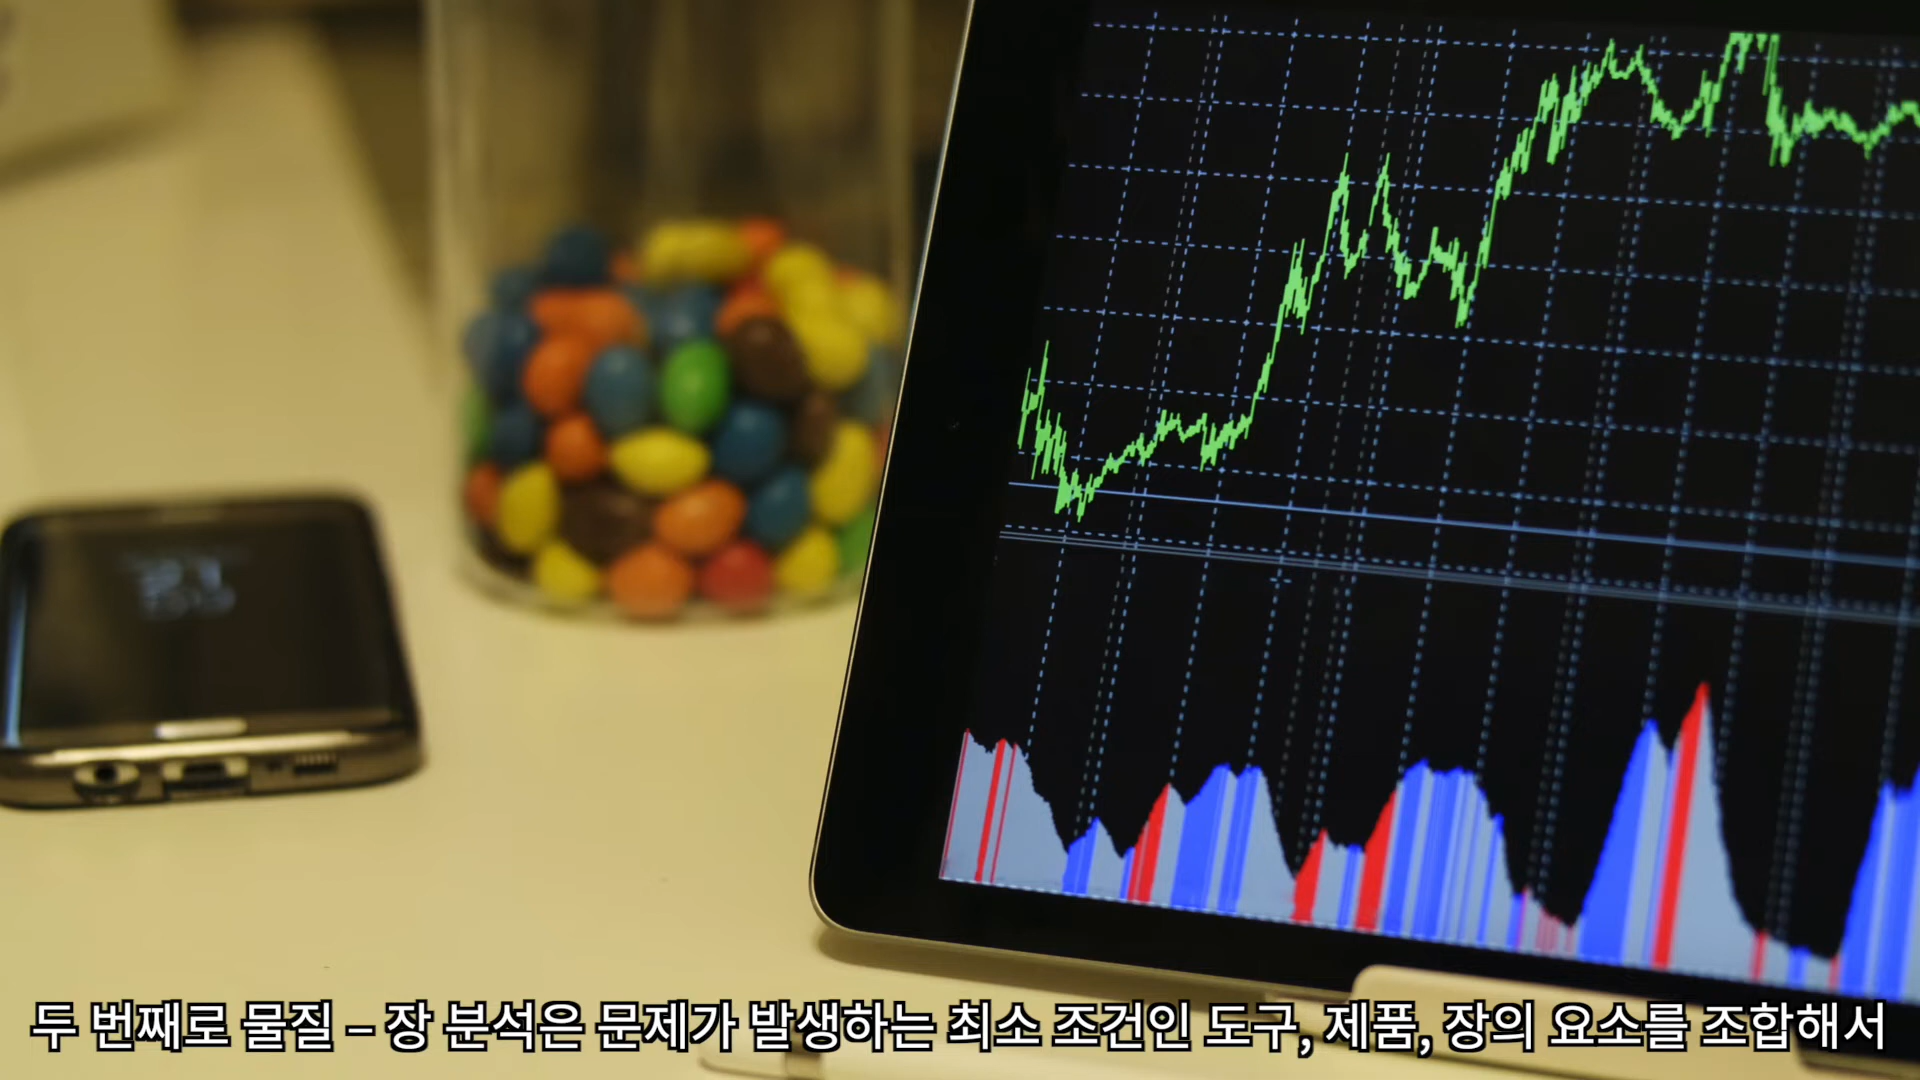 두 번째로 물질 – 장 분석은 문제가 발생하는 최소 조건인 도구, 제품, 장의 요소를 조합해서